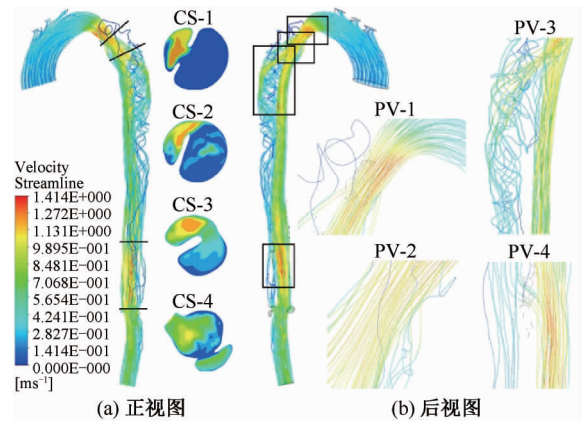 (a)
CS-1
CS-2
CS-3
CS-4
Velocity
Streamline
1.414E+000
1.272E+000
1.131E+000
9.895E−001
8.481E−001
7.068E−001
5.654E−001
4.241E−001
2.827E−001
1.414E−001
0.000E+000
[ms⁻¹]
(a) 正视图
(b)
PV-3
PV-1
PV-2
PV-4
(b) 后视图